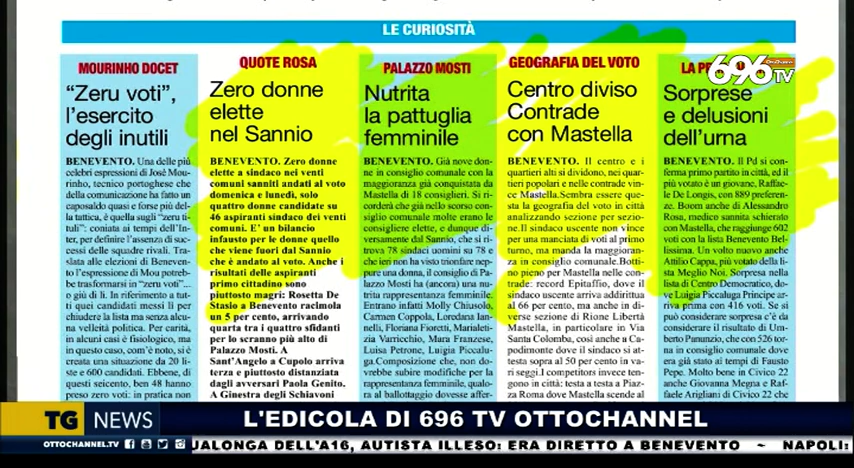 LE CURIOSITÀ
696
Ottochannel
TV
MOURINHO DOCET
“Zeru voti”,
l’esercito
degli inutili
BENEVENTO. Una delle più
celebri espressioni di José Mou-
rinho, tecnico portoghese che
della comunicazione ha fatto un
caposaldo quasi e forse più del-
la tattica, è quella sugli “zeru ti-
tuli”: coniata ai tempi dell’In-
ter, per definire l’assenza di suc-
cessi delle squadre rivali. Tra-
slata alle elezioni di Beneven-
to l’espressione di Mou potreb-
be trasformarsi in “zeru voti”...
o giù di lì. In riferimento a tut-
ti quei candidati messi lì per
chiudere la lista ma senza alcu-
na velleità politica. Per carità,
in alcuni casi è fisiologico, ma
in questo caso, com’è noto, si è
creata una situazione da 20 li-
ste e 600 candidati. Ebbene, di
questi seicento, ben 48 hanno
preso zero voti: in pratica non
QUOTE ROSA
Zero donne
elette
nel Sannio
BENEVENTO. Zero donne
elette a sindaco nei venti
comuni sanniti andati al voto
domenica e lunedì, solo
quattro donne candidate su
46 aspiranti sindaco dei venti
comuni. E’ un bilancio
infausto per le donne quello
che viene fuori dal Sannio
che è andato al voto. Anche i
risultati delle aspiranti
primo cittadino sono
piuttosto magri: Rosetta De
Stasio a Benevento racimola
un 5 per cento, arrivando
quarta tra i quattro sfidanti
per lo scranno più alto di
Palazzo Mosti. A
Sant’Angelo a Cupolo arriva
terza e piuttosto distanziata
dagli avversari Paola Genito.
A Ginestra degli Schiavoni
PALAZZO MOSTI
Nutrita
la pattuglia
femminile
BENEVENTO. Già nove don-
ne in consiglio comunale con la
maggioranza già conquistata da
Mastella di 18 consiglieri. Si ri-
corderà che già nello scorso con-
siglio comunale molte erano le
consigliere elette, e dunque di-
versamente dal Sannio, che si ri-
trova 78 sindaci uomini su 78 e
che ieri non ha visto trionfare nep-
pure una donna, il consiglio di Pa-
lazzo Mosti ha (ancora) una nu-
trita rappresentanza femminile.
Entrano infatti Molly Chiusolo,
Carmen Coppola, Loredana Ian-
nelli, Floriana Fioretti, Marialeti-
zia Varricchio, Mara Franzese,
Luisa Petrone, Luigia Piccalu-
ga.Composizione che, non do-
vrebbe subire modifiche per la
rappresentanza femminile, qualo-
ra al ballottaggio dovesse affer-
GEOGRAFIA DEL VOTO
Centro diviso
Contrade
con Mastella
BENEVENTO. Il centro e i
quartieri alti si dividono, nei quar-
tieri popolari e nelle contrade vin-
ce Mastella.Sembra essere que-
sta la geografia del voto in città
analizzando sezione per sezio-
ne.Il sindaco uscente non vince
per una manciata di voti al primo
turno, ma manda la maggioran-
za in consiglio comunale.Botti-
no pieno per Mastella nelle con-
trade: record Epitaffio, dove il
sindaco uscente arriva addirittura
al 66 per cento, ma anche in di-
verse sezione di Rione Libertà
Mastella, in particolare in Via
Santa Colomba, così anche a Ca-
podimonte dove il sindaco si at-
testa sopra al 50 per cento in va-
ri seggi.I competitors invece ten-
gono in città: testa a testa a Piaz-
za Roma dove Mastella scende al
LA
Sorprese
e delusioni
dell’urna
BENEVENTO. Il Pd si con-
ferma primo partito in città, ed il
più votato è un giovane, Raffae-
le De Longis, con 889 preferen-
ze. Boom anche di Alessandro
Rosa, medico sannita schierato
con Mastella, che raggiunge 602
voti con la lista Benevento Bel-
lissima. Un volto nuovo anche
Attilio Cappa, più votato della li-
sta Meglio Noi. Sorpresa nella
lista di Centro Democratico, do-
ve Luigia Piccaluga Principe ar-
riva prima con 416 voti. Se si
può considerare sorpresa c’è da
considerare il risultato di Um-
berto Panunzio, che con 526 tor-
na in consiglio comunale dove
era già stato ai tempi di Fausto
Pepe. Molto bene in Civico 22
anche Giovanna Megna e Raf-
faele Arigliani di Civico 22 che
TG NEWS
L'EDICOLA DI 696 TV OTTOCHANNEL
OTTOCHANNEL.TV
UALONGA DELL'A16, AUTISTA ILLESO: ERA DIRETTO A BENEVENTO ~ NAPOLI: